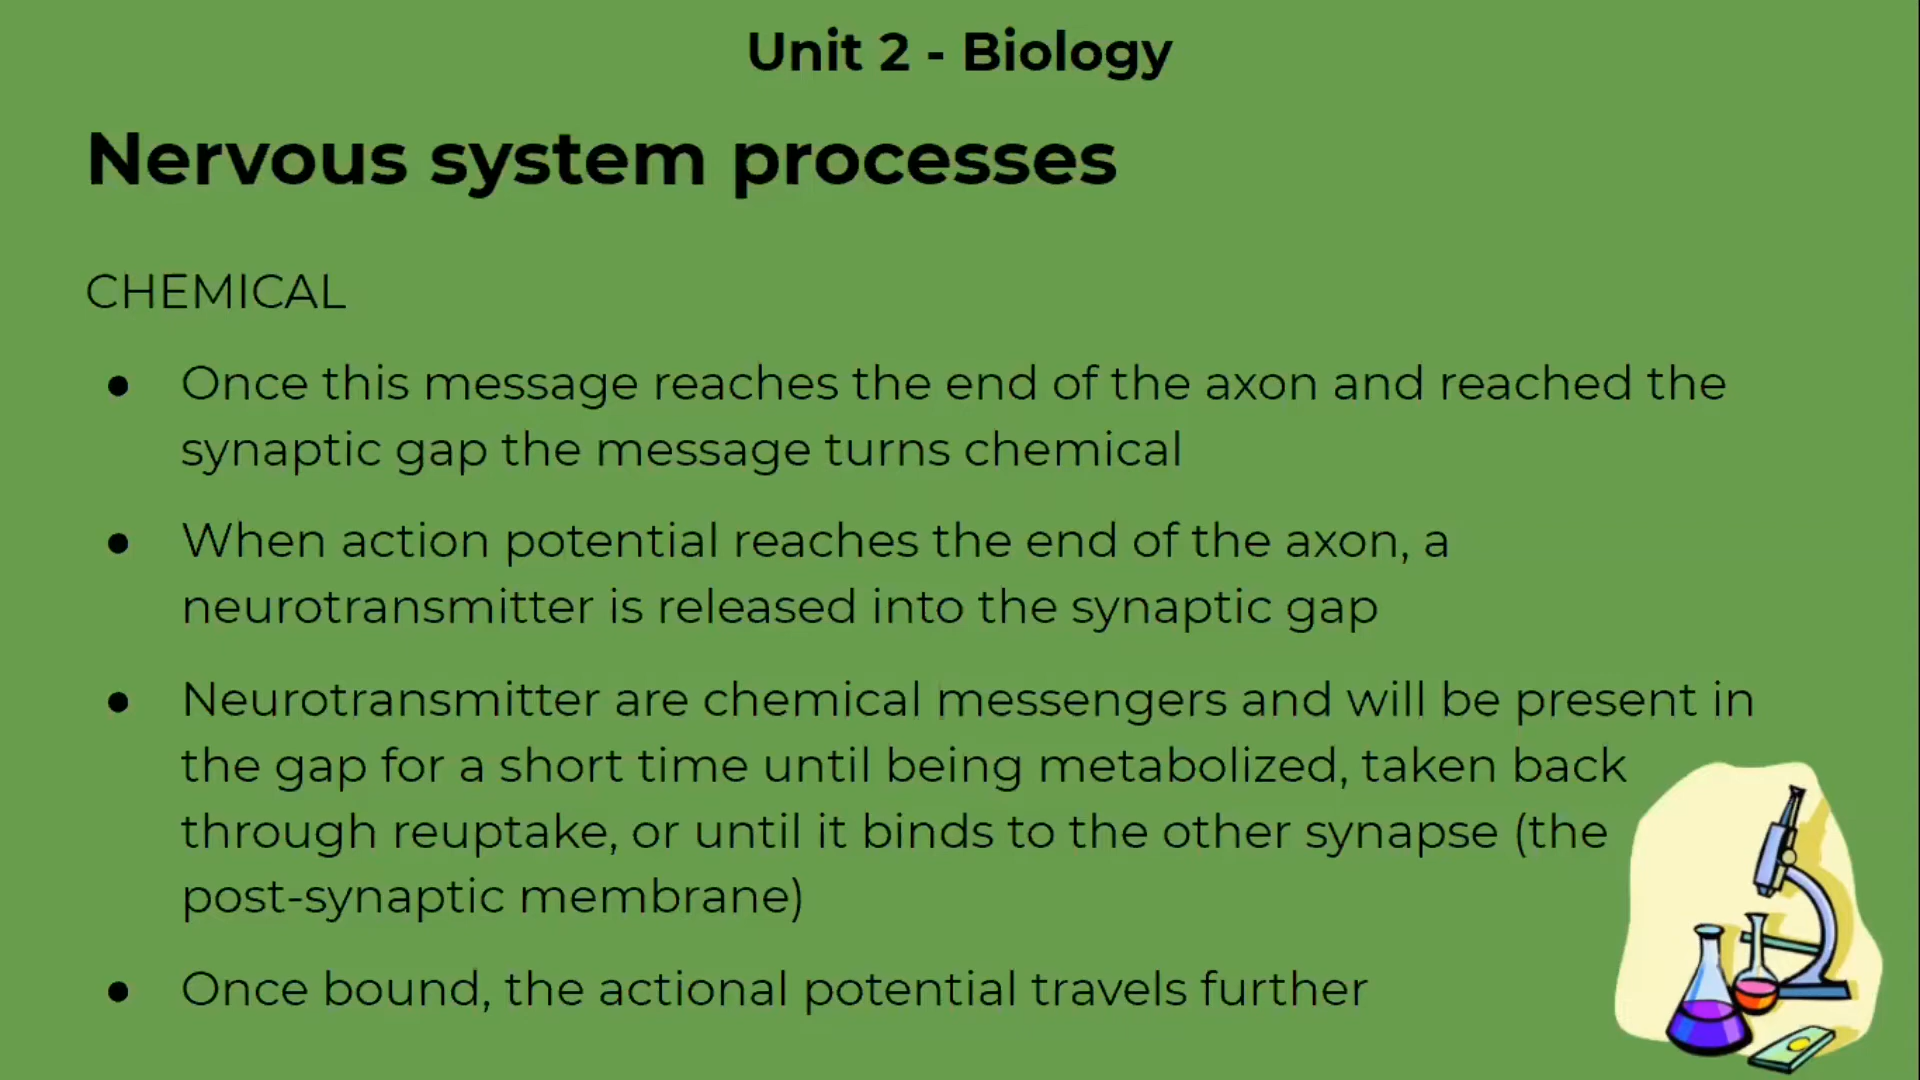 Unit 2 - Biology
Nervous system processes
CHEMICAL
● Once this message reaches the end of the axon and reached the
synaptic gap the message turns chemical
● When action potential reaches the end of the axon, a
neurotransmitter is released into the synaptic gap
● Neurotransmitter are chemical messengers and will be present in
the gap for a short time until being metabolized, taken back
through reuptake, or until it binds to the other synapse (the
post-synaptic membrane)
● Once bound, the actional potential travels further